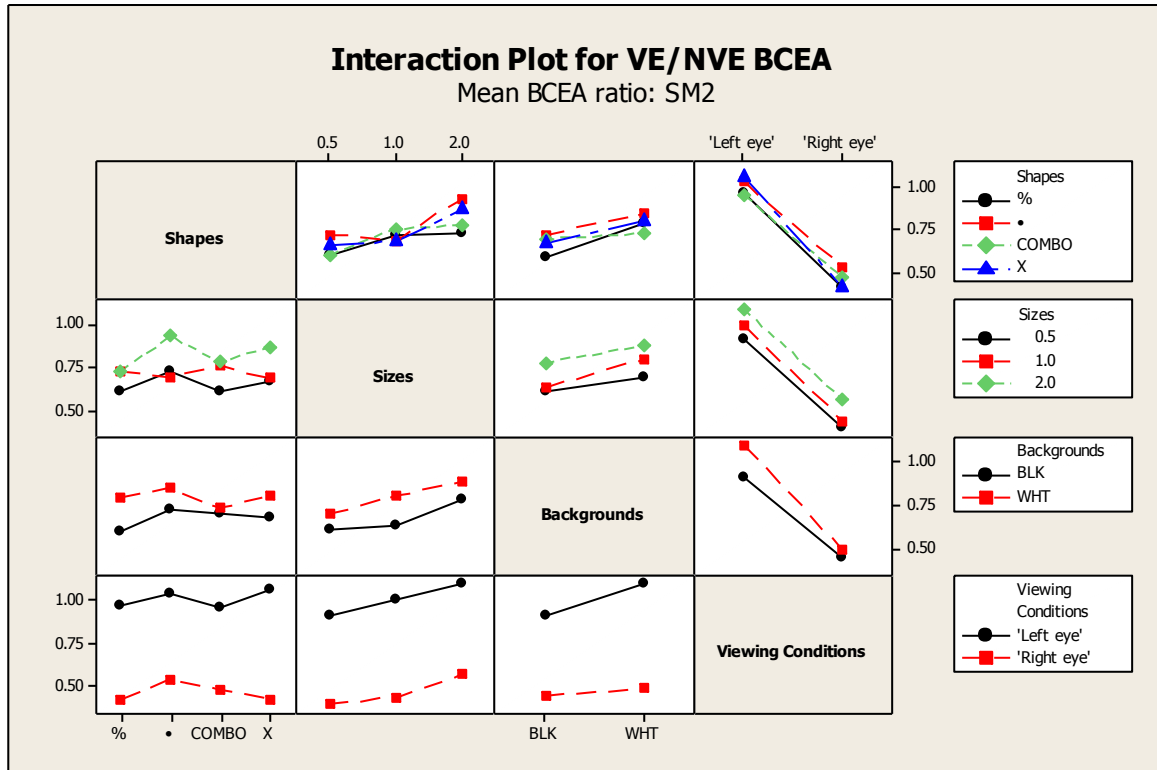 Interaction Plot for VE/NVE BCEA
Mean BCEA ratio: SM2
0.5 1.0 2.0 'Left eye' 'Right eye'
Shapes
1.00
0.75
0.50
Shapes
%
•
COMBO
X
1.00
0.75
0.50
Sizes
Sizes
0.5
1.0
2.0
Backgrounds
1.00
0.75
0.50
Backgrounds
BLK
WHT
1.00
0.75
0.50
Viewing Conditions
Viewing
Conditions
'Left eye'
'Right eye'
% • COMBO X BLK WHT